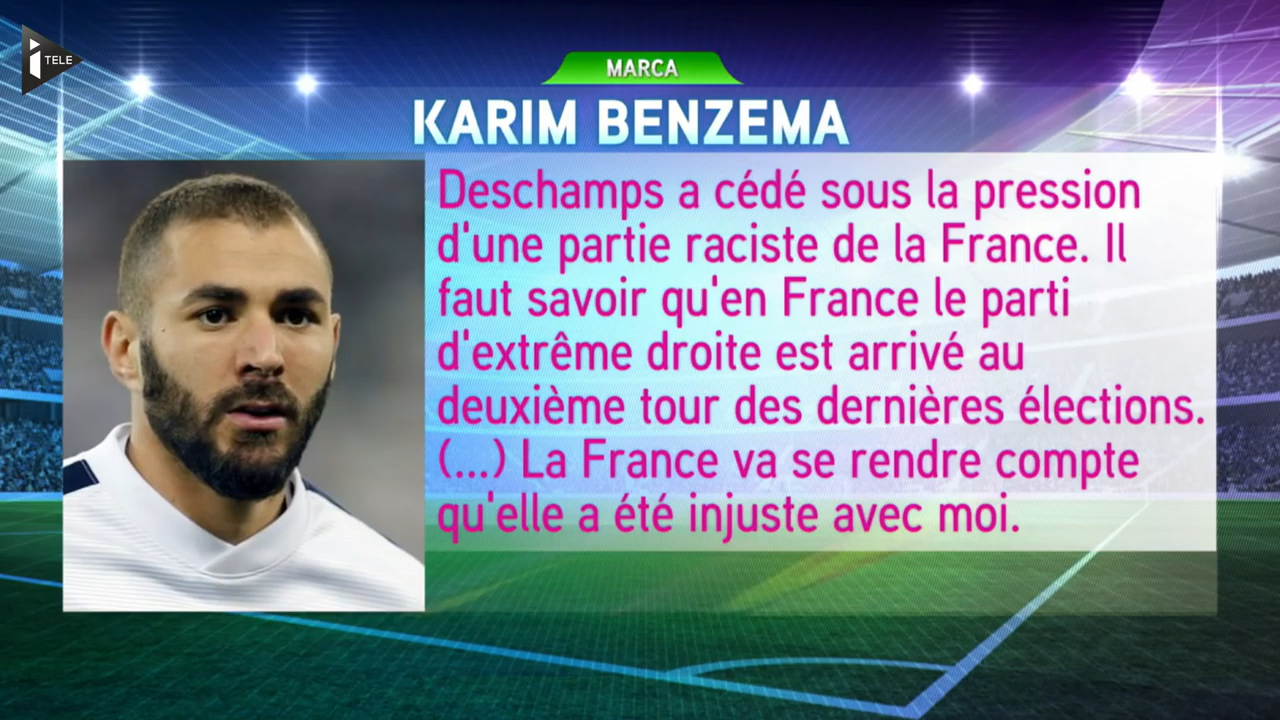 i TELE
MARCA
KARIM BENZEMA
Deschamps a cédé sous la pression
d'une partie raciste de la France. Il
faut savoir qu'en France le parti
d'extrême droite est arrivé au
deuxième tour des dernières élections.
(...) La France va se rendre compte
qu'elle a été injuste avec moi.